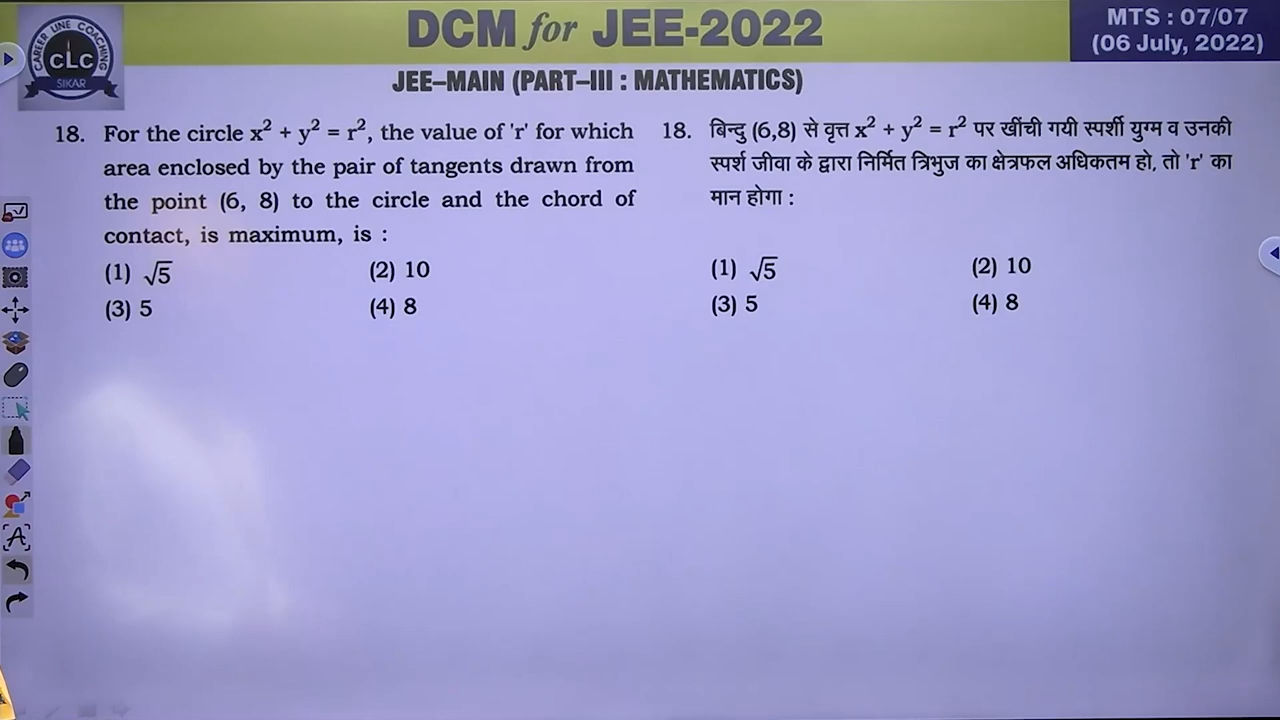 DCM for JEE-2022
MTS : 07/07
(06 July, 2022)
CAREER LINE COACHING
CLC
SIKAR
JEE–MAIN (PART–III : MATHEMATICS)
18. For the circle x² + y² = r², the value of 'r' for which
area enclosed by the pair of tangents drawn from
the point (6, 8) to the circle and the chord of
contact, is maximum, is :
(1) √5 (2) 10
(3) 5 (4) 8
18. बिन्दु (6,8) से वृत्त x² + y² = r² पर खींची गयी स्पर्शी युग्म व उनकी
स्पर्श जीवा के द्वारा निर्मित त्रिभुज का क्षेत्रफल अधिकतम हो, तो 'r' का
मान होगा :
(1) √5 (2) 10
(3) 5 (4) 8